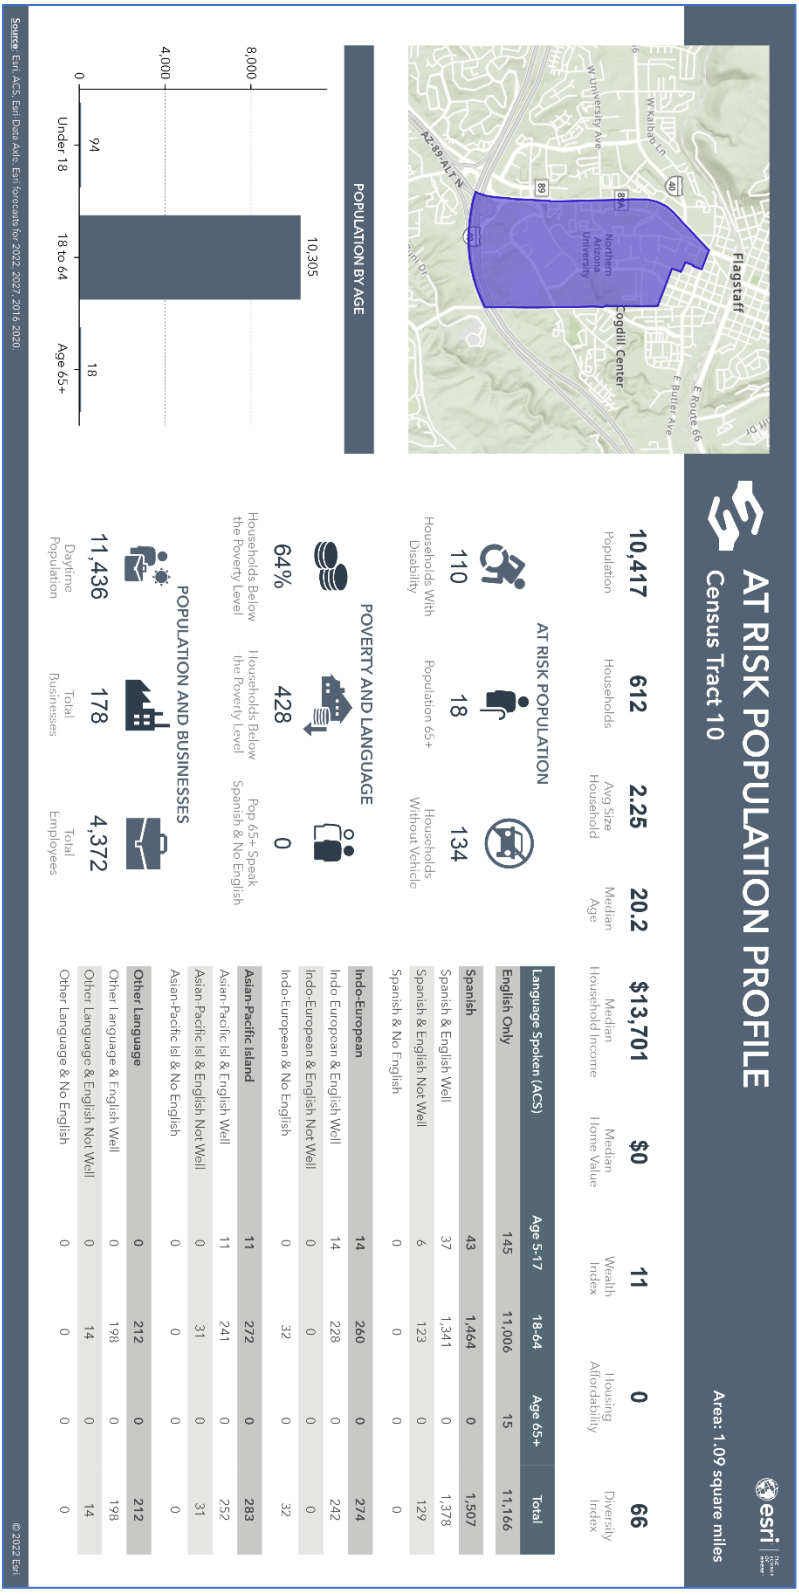 AT RISK POPULATION PROFILE
Census Tract 10
esri
THE
SCIENCE
OF
WHERE
Area: 1.09 square miles
Flagstaff
W Kaibab Ln
W University Ave
40
89A
89
Northern
Arizona
University
Cogdill Center
E Route 66
E Butler Ave
AZ-89-ALT N
POPULATION BY AGE
8,000
4,000
0
94
10,305
18
Under 18
18 to 64
Age 65+
10,417
Population
612
Households
2.25
Avg Size
Household
20.2
Median
Age
$13,701
Median
Household Income
$0
Median
Home Value
11
Wealth
Index
0
Housing
Affordability
66
Diversity
Index
AT RISK POPULATION
110
Households With
Disability
18
Population 65+
134
Households
Without Vehicle
POVERTY AND LANGUAGE
64%
Households Below
the Poverty Level
428
Households Below
the Poverty Level
0
Pop 65+ Speak
Spanish & No English
POPULATION AND BUSINESSES
11,436
Daytime
Population
178
Total
Businesses
4,372
Total
Employees
Language Spoken (ACS) Age 5-17 18-64 Age 65+ Total
English Only 145 11,006 15 11,166
Spanish 43 1,464 0 1,507
Spanish & English Well 37 1,341 0 1,378
Spanish & English Not Well 6 123 0 129
Spanish & No English 0 0 0 0
Indo-European 14 260 0 274
Indo European & English Well 14 228 0 242
Indo-European & English Not Well 0 0 0 0
Indo-European & No English 0 32 0 32
Asian-Pacific Island 11 272 0 283
Asian-Pacific Isl & English Well 11 241 0 252
Asian-Pacific Isl & English Not Well 0 31 0 31
Asian-Pacific Isl & No English 0 0 0 0
Other Language 0 212 0 212
Other Language & English Well 0 198 0 198
Other Language & English Not Well 0 14 0 14
Other Language & No English 0 0 0 0
Source: Esri, ACS, Esri Data Axle. Esri forecasts for 2022, 2027, 2016-2020.
© 2022 Esri